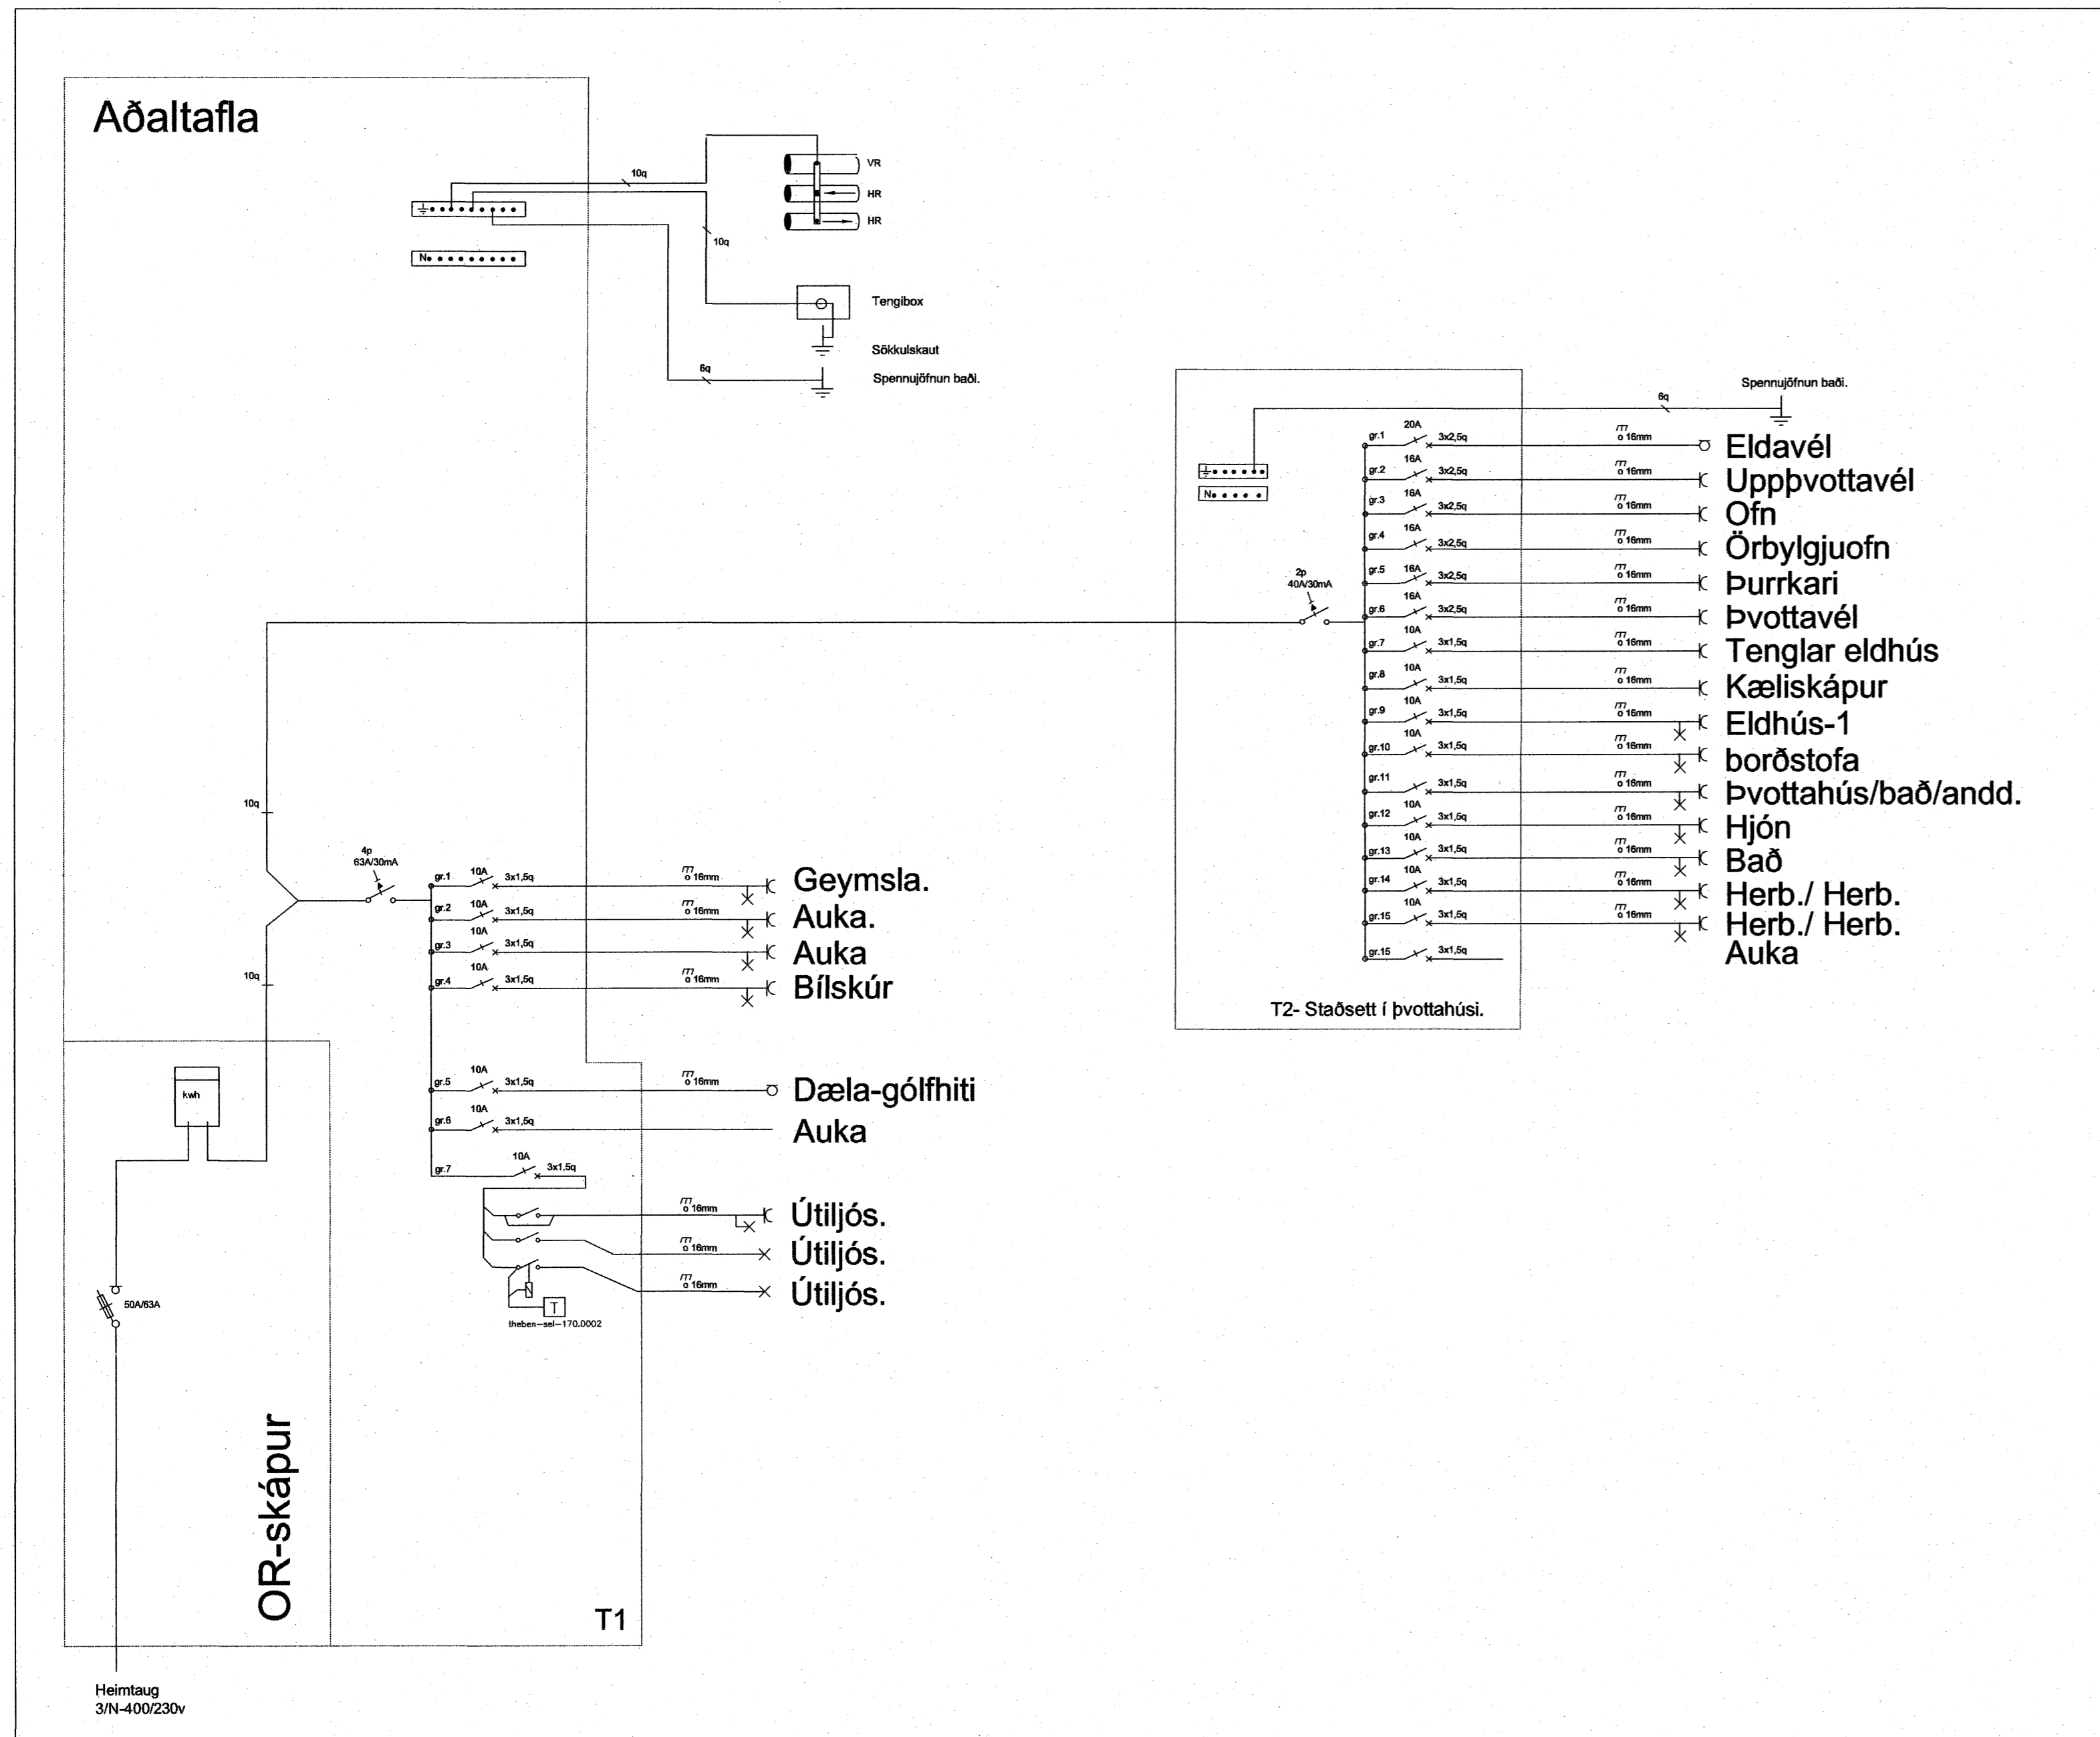 Aðaltafla
10q
VR
HR
HR
10q
N
Tengibox
Sökkulskaut
6q
Spennujöfnun baði.
Spennujöfnun baði.
6q
N
2p
40A/30mA
gr.1 20A 3x2,5q 16mm Eldavél
gr.2 16A 3x2,5q 16mm Uppþvottavél
gr.3 16A 3x2,5q 16mm Ofn
gr.4 16A 3x2,5q 16mm Örbylgjuofn
gr.5 16A 3x2,5q 16mm Þurrkari
gr.6 16A 3x2,5q 16mm Þvottavél
gr.7 10A 3x1,5q 16mm Tenglar eldhús
gr.8 10A 3x1,5q 16mm Kæliskápur
gr.9 10A 3x1,5q 16mm Eldhús-1
gr.10 10A 3x1,5q 16mm borðstofa
gr.11 3x1,5q 16mm Þvottahús/bað/andd.
gr.12 10A 3x1,5q 16mm Hjón
gr.13 10A 3x1,5q 16mm Bað
gr.14 10A 3x1,5q 16mm Herb./ Herb.
gr.15 10A 3x1,5q 16mm Herb./ Herb.
gr.15 3x1,5q Auka
T2- Staðsett í þvottahúsi.
10q
4p
63A/30mA
10q
gr.1 10A 3x1,5q 16mm Geymsla.
gr.2 10A 3x1,5q 16mm Auka.
gr.3 10A 3x1,5q Auka
gr.4 10A 3x1,5q 16mm Bílskúr
gr.5 10A 3x1,5q 16mm Dæla-gólfhiti
gr.6 10A 3x1,5q Auka
gr.7 10A 3x1,5q
16mm Útiljós.
16mm Útiljós.
16mm Útiljós.
T
theben-sel-170.0002
kwh
50A/63A
OR-skápur
T1
Heimtaug
3/N-400/230v